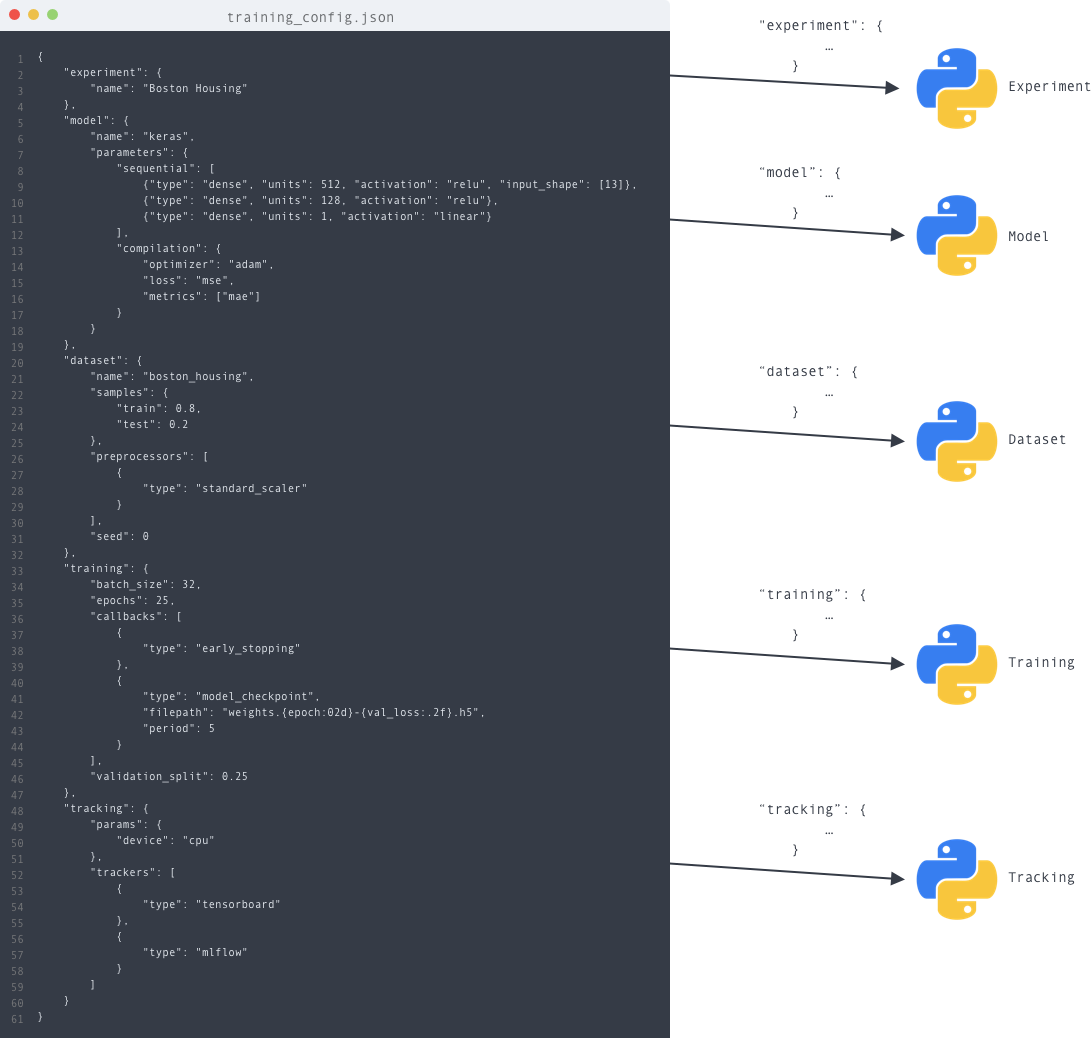 training_config.json
1 {
2     "experiment": {
3         "name": "Boston Housing"
4     },
5     "model": {
6         "name": "keras",
7         "parameters": {
8             "sequential": [
9                 {"type": "dense", "units": 512, "activation": "relu", "input_shape": [13]},
10                 {"type": "dense", "units": 128, "activation": "relu"},
11                 {"type": "dense", "units": 1, "activation": "linear"}
12             ],
13             "compilation": {
14                 "optimizer": "adam",
15                 "loss": "mse",
16                 "metrics": ["mae"]
17             }
18         }
19     },
20     "dataset": {
21         "name": "boston_housing",
22         "samples": {
23             "train": 0.8,
24             "test": 0.2
25         },
26         "preprocessors": [
27             {
28                 "type": "standard_scaler"
29             }
30         ],
31         "seed": 0
32     },
33     "training": {
34         "batch_size": 32,
35         "epochs": 25,
36         "callbacks": [
37             {
38                 "type": "early_stopping"
39             },
40             {
41                 "type": "model_checkpoint",
42                 "filepath": "weights.{epoch:02d}-{val_loss:.2f}.h5",
43                 "period": 5
44             }
45         ],
46         "validation_split": 0.25
47     },
48     "tracking": {
49         "params": {
50             "device": "cpu"
51         },
52         "trackers": [
53             {
54                 "type": "tensorboard"
55             },
56             {
57                 "type": "mlflow"
58             }
59         ]
60     }
61 }
“experiment”: {
…
}
Experiment
“model”: {
…
}
Model
“dataset”: {
…
}
Dataset
“training”: {
…
}
Training
“tracking”: {
…
}
Tracking